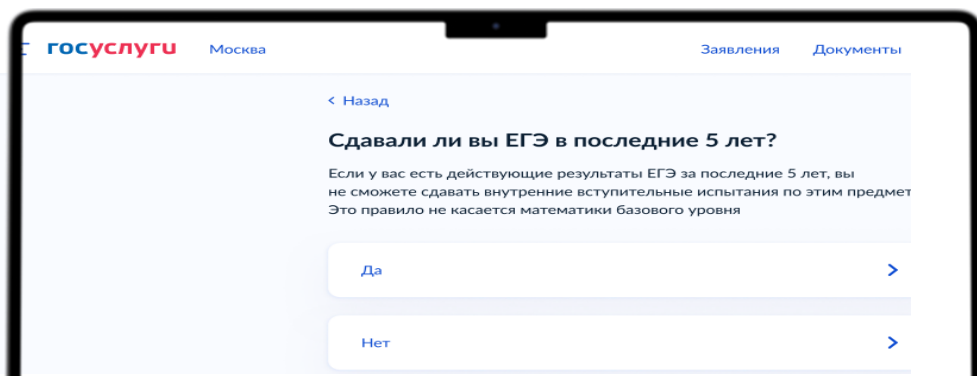 госуслуги Москва Заявления Документы
< Назад
Сдавали ли вы ЕГЭ в последние 5 лет?
Если у вас есть действующие результаты ЕГЭ за последние 5 лет, вы
не сможете сдавать внутренние вступительные испытания по этим предмет
Это правило не касается математики базового уровня
Да
Нет